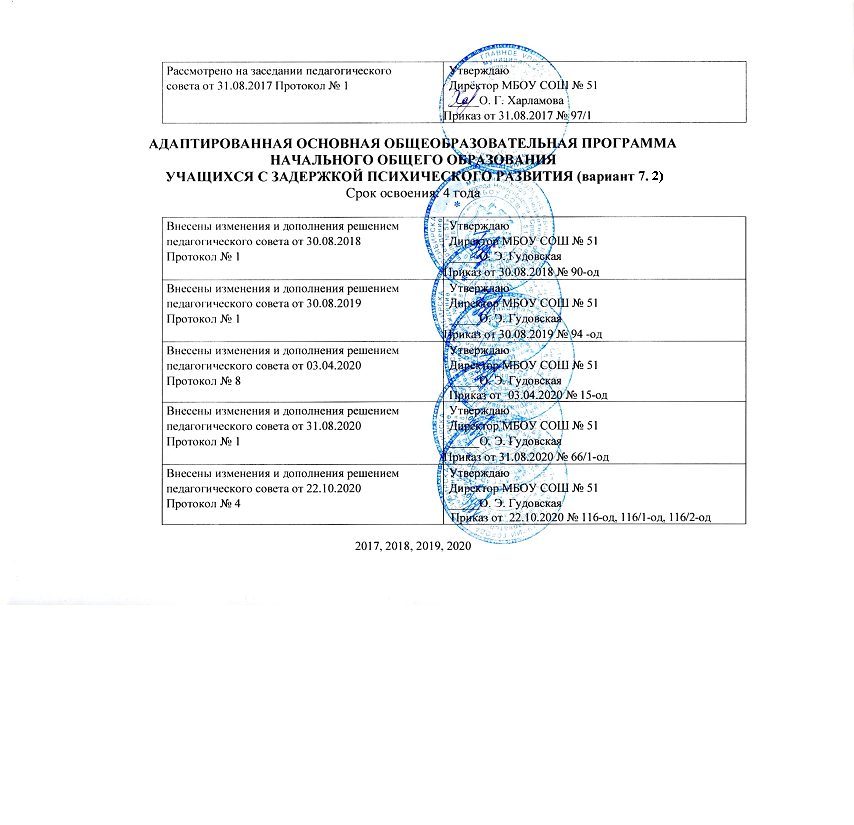 Рассмотрено на заседании педагогического
совета от 31.08.2017 Протокол № 1
Утверждаю
Директор МБОУ СОШ № 51
О. Г. Харламова
Приказ от 31.08.2017 № 97/1
АДАПТИРОВАННАЯ ОСНОВНАЯ ОБЩЕОБРАЗОВАТЕЛЬНАЯ ПРОГРАММА
НАЧАЛЬНОГО ОБЩЕГО ОБРАЗОВАНИЯ
УЧАЩИХСЯ С ЗАДЕРЖКОЙ ПСИХИЧЕСКОГО РАЗВИТИЯ (вариант 7. 2)
Срок освоения: 4 года
Внесены изменения и дополнения решением
педагогического совета от 30.08.2018
Протокол № 1
Утверждаю
Директор МБОУ СОШ № 51
О. Э. Гудовская
Приказ от 30.08.2018 № 90-од
Внесены изменения и дополнения решением
педагогического совета от 30.08.2019
Протокол № 1
Утверждаю
Директор МБОУ СОШ № 51
О. Э. Гудовская
Приказ от 30.08.2019 № 94 -од
Внесены изменения и дополнения решением
педагогического совета от 03.04.2020
Протокол № 8
Утверждаю
Директор МБОУ СОШ № 51
О. Э. Гудовская
Приказ от 03.04.2020 № 15-од
Внесены изменения и дополнения решением
педагогического совета от 31.08.2020
Протокол № 1
Утверждаю
Директор МБОУ СОШ № 51
О. Э. Гудовская
Приказ от 31.08.2020 № 66/1-од
Внесены изменения и дополнения решением
педагогического совета от 22.10.2020
Протокол № 4
Утверждаю
Директор МБОУ СОШ № 51
О. Э. Гудовская
Приказ от 22.10.2020 № 116-од, 116/1-од, 116/2-од
2017, 2018, 2019, 2020